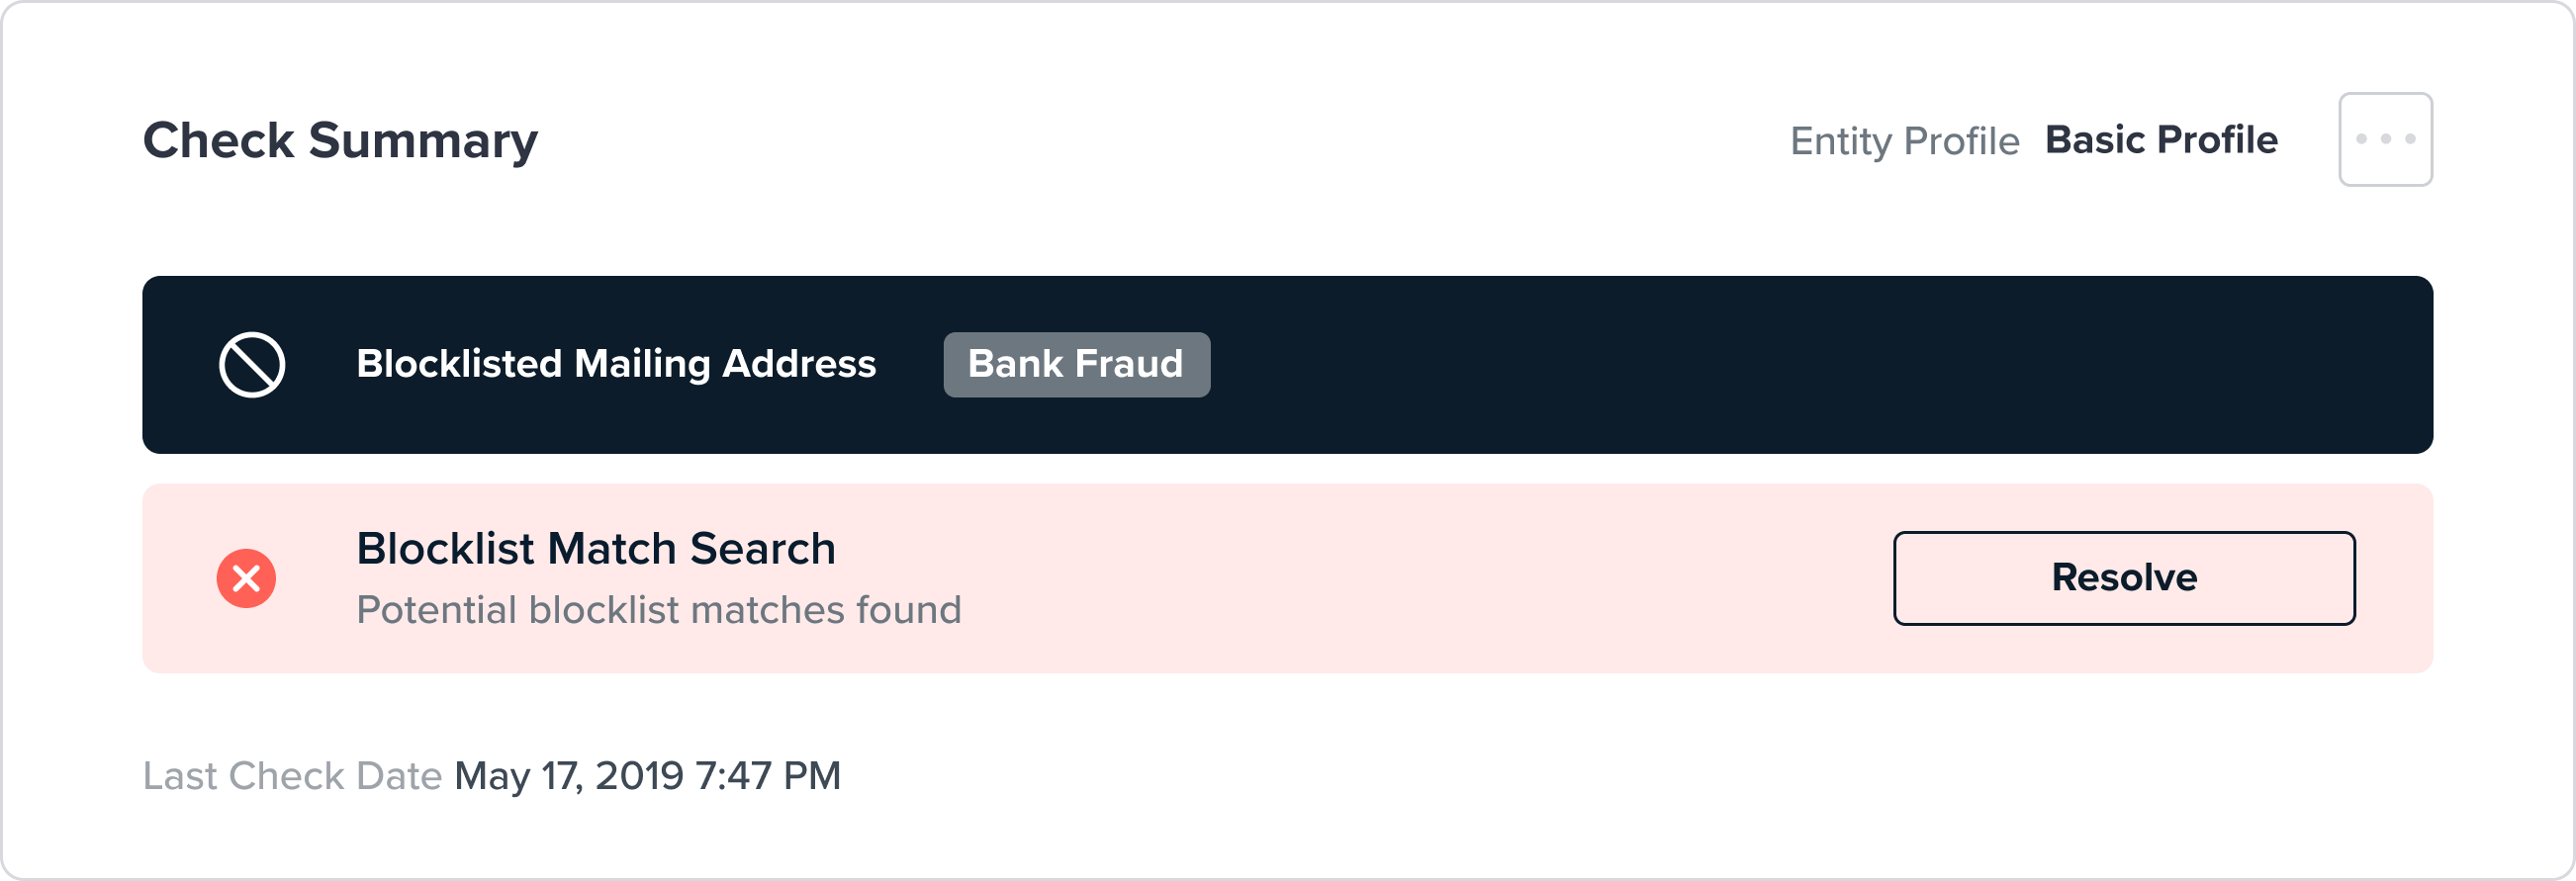 Check Summary
Entity Profile Basic Profile
Blocklisted Mailing Address Bank Fraud
Blocklist Match Search
Potential blocklist matches found
Resolve
Last Check Date May 17, 2019 7:47 PM